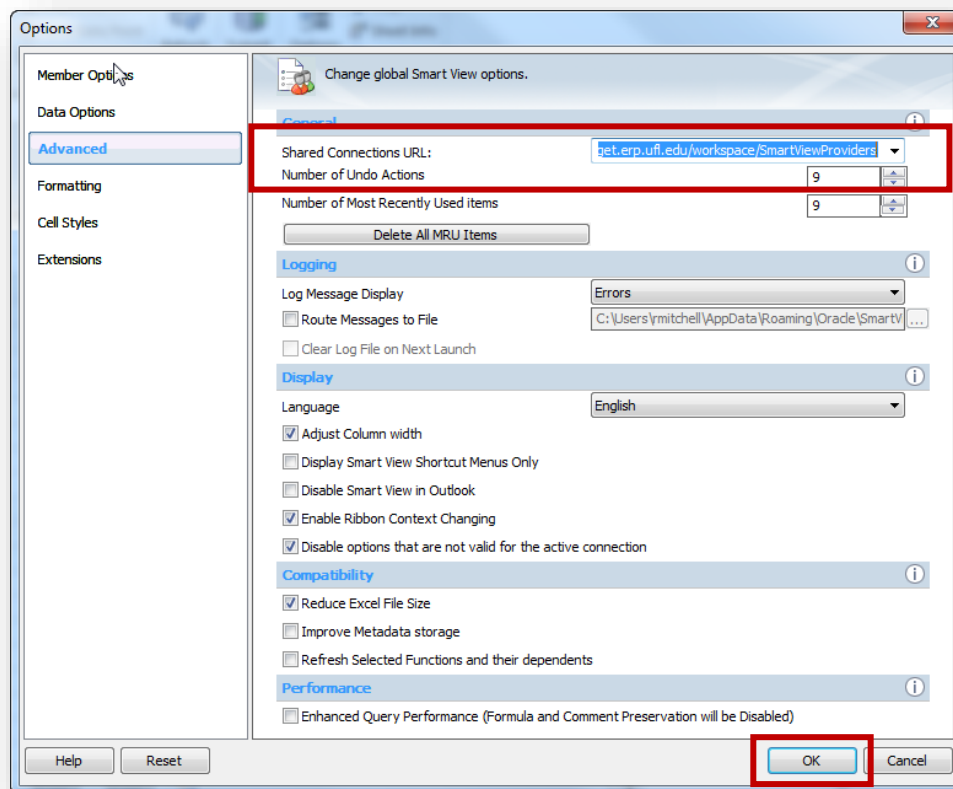 Options
Member Options
Data Options
Advanced
Formatting
Cell Styles
Extensions
Change global Smart View options.
General
Shared Connections URL: get.erp.ufl.edu/workspace/SmartViewProviders
Number of Undo Actions 9
Number of Most Recently Used items 9
Delete All MRU Items
Logging
Log Message Display Errors
Route Messages to File C:\Users\rmitchell\AppData\Roaming\Oracle\SmartV ...
Clear Log File on Next Launch
Display
Language English
Adjust Column width
Display Smart View Shortcut Menus Only
Disable Smart View in Outlook
Enable Ribbon Context Changing
Disable options that are not valid for the active connection
Compatibility
Reduce Excel File Size
Improve Metadata storage
Refresh Selected Functions and their dependents
Performance
Enhanced Query Performance (Formula and Comment Preservation will be Disabled)
Help Reset OK Cancel